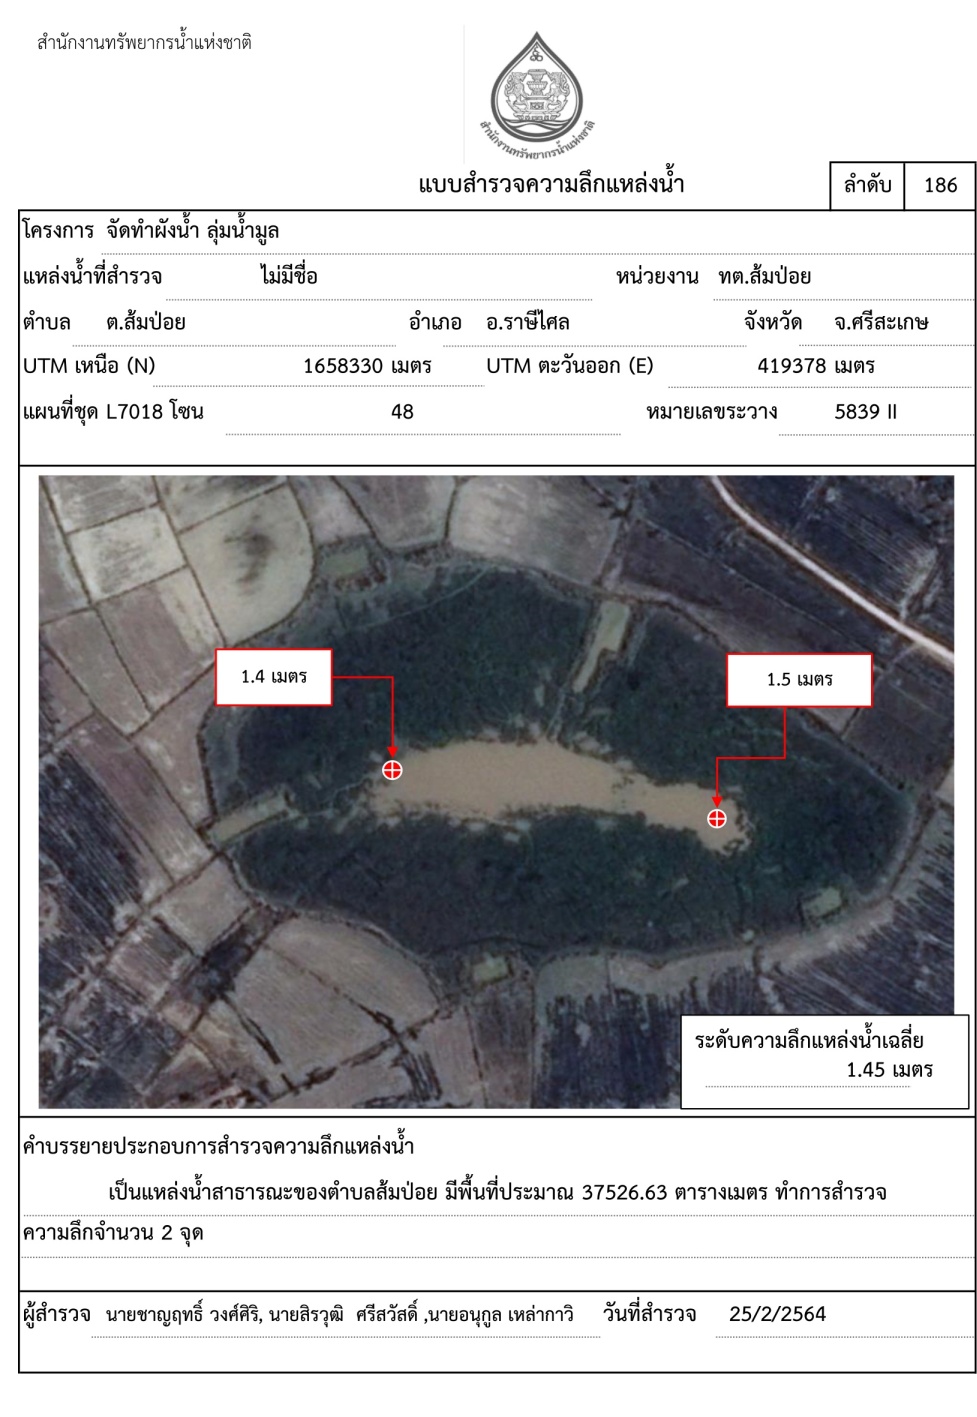 สำนักงานทรัพยากรน้ำแห่งชาติ
สำนักงานทรัพยากรน้ำแห่งชาติ
แบบสำรวจความลึกแหล่งน้ำ
ลำดับ 186
โครงการ จัดทำผังน้ำ ลุ่มน้ำมูล
แหล่งน้ำที่สำรวจ ไม่มีชื่อ หน่วยงาน ทต.ส้มป่อย
ตำบล ต.ส้มป่อย อำเภอ อ.ราษีไศล จังหวัด จ.ศรีสะเกษ
UTM เหนือ (N) 1658330 เมตร UTM ตะวันออก (E) 419378 เมตร
แผนที่ชุด L7018 โซน 48 หมายเลขระวาง 5839 II
1.4 เมตร
1.5 เมตร
ระดับความลึกแหล่งน้ำเฉลี่ย
1.45 เมตร
คำบรรยายประกอบการสำรวจความลึกแหล่งน้ำ
เป็นแหล่งน้ำสาธารณะของตำบลส้มป่อย มีพื้นที่ประมาณ 37526.63 ตารางเมตร ทำการสำรวจ
ความลึกจำนวน 2 จุด
ผู้สำรวจ นายชาญฤทธิ์ วงศ์ศิริ, นายสิรวุฒิ ศรีสวัสดิ์ ,นายอนุกูล เหล่ากาวี วันที่สำรวจ 25/2/2564